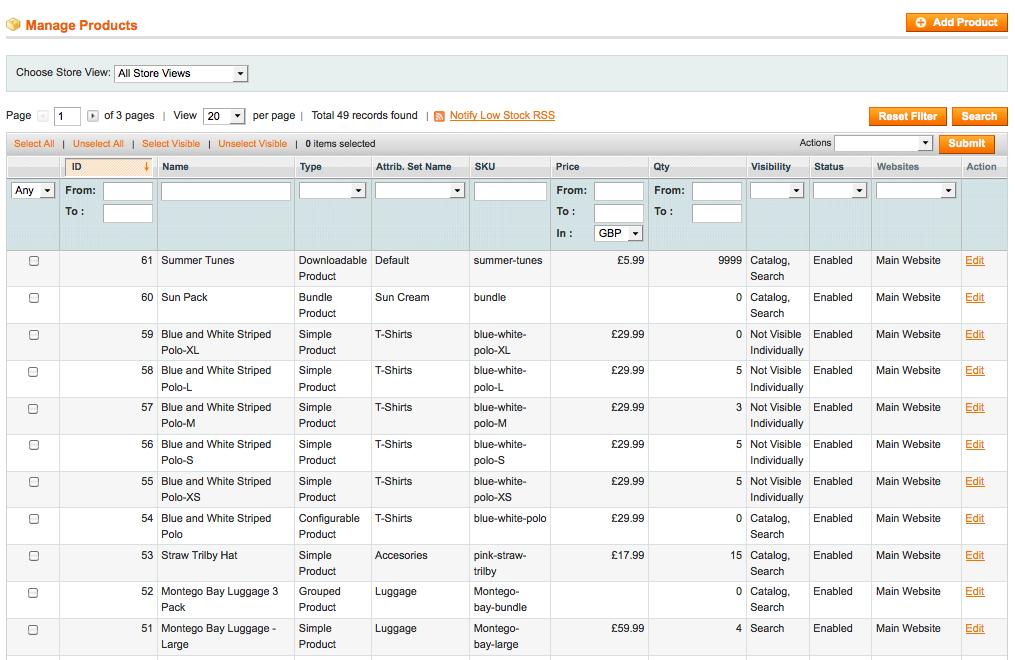 Manage Products
Add Product
Choose Store View: All Store Views
Page 1 of 3 pages | View 20 per page | Total 49 records found | Notify Low Stock RSS
Reset Filter Search
Select All | Unselect All | Select Visible | Unselect Visible | 0 items selected
Actions Submit
ID Name Type Attrib. Set Name SKU Price Qty Visibility Status Websites Action
Any From: From: From:
To : To : To :
In : GBP
61 Summer Tunes Downloadable Default summer-tunes £5.99 9999 Catalog, Enabled Main Website Edit
Product Search
60 Sun Pack Bundle Sun Cream bundle 0 Catalog, Enabled Main Website Edit
Product Search
59 Blue and White Striped Simple T-Shirts blue-white- £29.99 0 Not Visible Enabled Main Website Edit
Polo-XL Product polo-XL Individually
58 Blue and White Striped Simple T-Shirts blue-white- £29.99 5 Not Visible Enabled Main Website Edit
Polo-L Product polo-L Individually
57 Blue and White Striped Simple T-Shirts blue-white- £29.99 3 Not Visible Enabled Main Website Edit
Polo-M Product polo-M Individually
56 Blue and White Striped Simple T-Shirts blue-white- £29.99 5 Not Visible Enabled Main Website Edit
Polo-S Product polo-S Individually
55 Blue and White Striped Simple T-Shirts blue-white- £29.99 5 Not Visible Enabled Main Website Edit
Polo-XS Product polo-XS Individually
54 Blue and White Striped Configurable T-Shirts blue-white-polo £29.99 0 Catalog, Enabled Main Website Edit
Polo Product Search
53 Straw Trilby Hat Simple Accesories pink-straw- £17.99 15 Catalog, Enabled Main Website Edit
Product trilby Search
52 Montego Bay Luggage 3 Grouped Luggage Montego- 0 Catalog, Enabled Main Website Edit
Pack Product bay-bundle Search
51 Montego Bay Luggage - Simple Luggage Montego- £59.99 4 Search Enabled Main Website Edit
Large Product bay-large